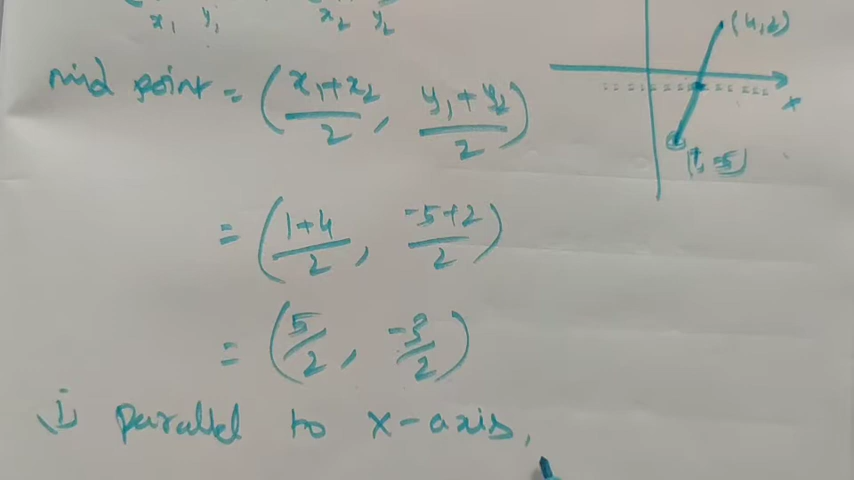 x₁ y₁ x₂ y₂
(4,2)
mid point = (x₁+x₂/2, y₁+y₂/2)
x
(1,-5)
= (1+4/2, -5+2/2)
= (5/2, -3/2)
i) parallel to x-axis,